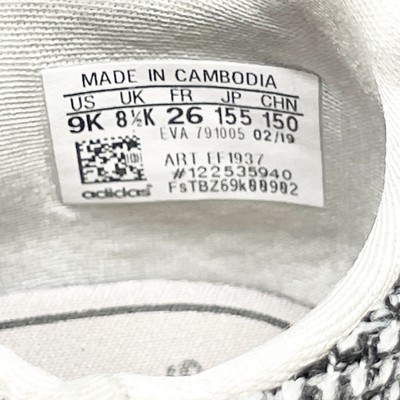 MADE IN CAMBODIA
US UK FR JP CHN
9K 8½K 26 155 150
EVA 791005 02/19
ART EF1937
#122535940
adidas® FsTBZ69k00902